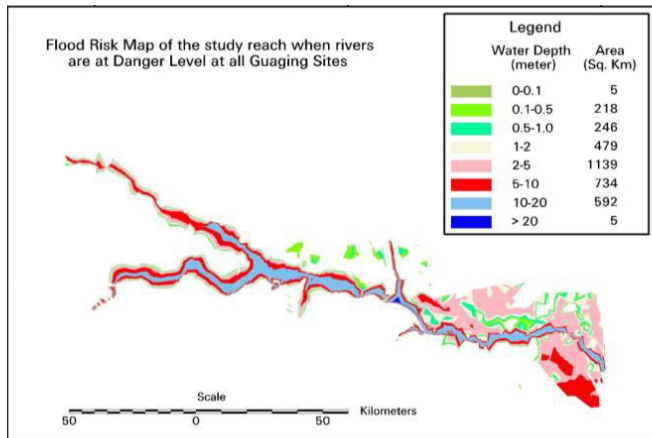 Flood Risk Map of the study reach when rivers
are at Danger Level at all Guaging Sites
Legend
Water Depth Area
(meter) (Sq. Km)
0-0.1 5
0.1-0.5 218
0.5-1.0 246
1-2 479
2-5 1139
5-10 734
10-20 592
> 20 5
Scale
Kilometers
50 0 50